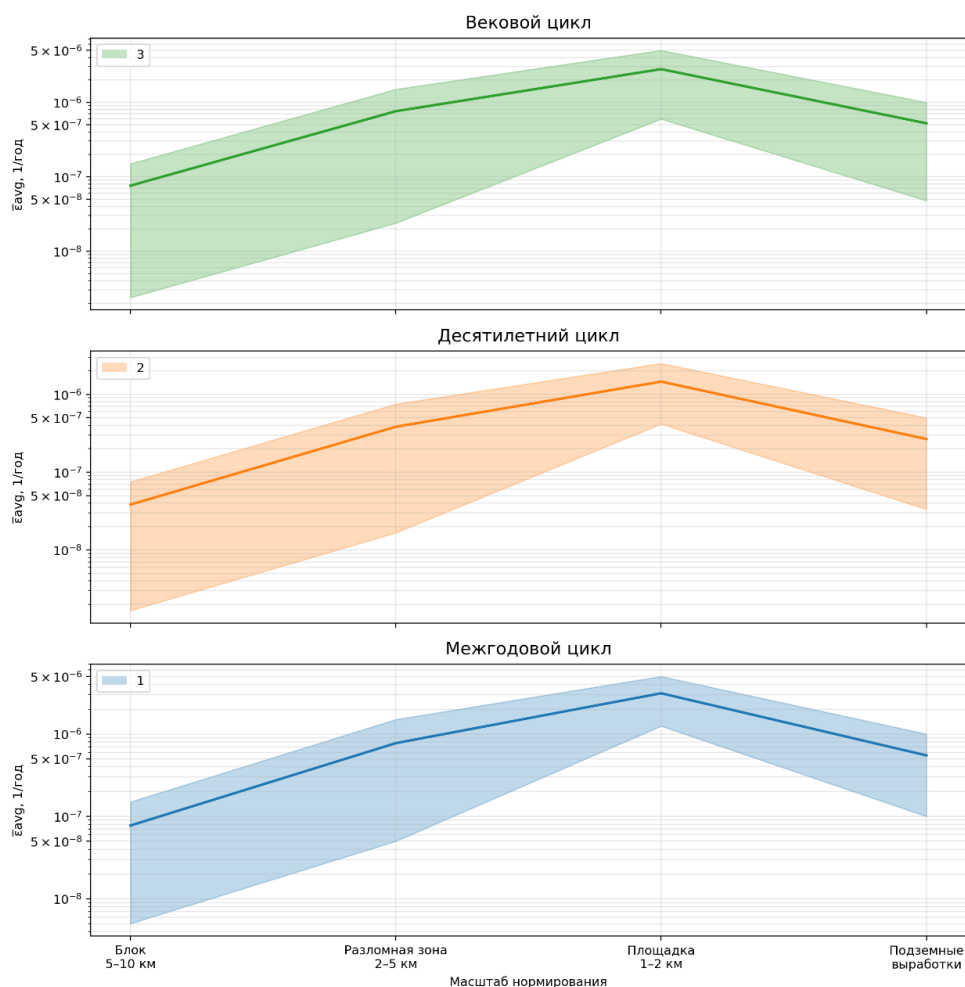 Вековой цикл
3
5 × 10⁻⁶
10⁻⁶
5 × 10⁻⁷
10⁻⁷
5 × 10⁻⁸
10⁻⁸
ε̅avg, 1/год
Десятилетний цикл
2
10⁻⁶
5 × 10⁻⁷
10⁻⁷
5 × 10⁻⁸
10⁻⁸
ε̅avg, 1/год
Межгодовой цикл
1
5 × 10⁻⁶
10⁻⁶
5 × 10⁻⁷
10⁻⁷
5 × 10⁻⁸
10⁻⁸
ε̅avg, 1/год
Блок
5–10 км
Разломная зона
2–5 км
Площадка
1–2 км
Подземные
выработки
Масштаб нормирования